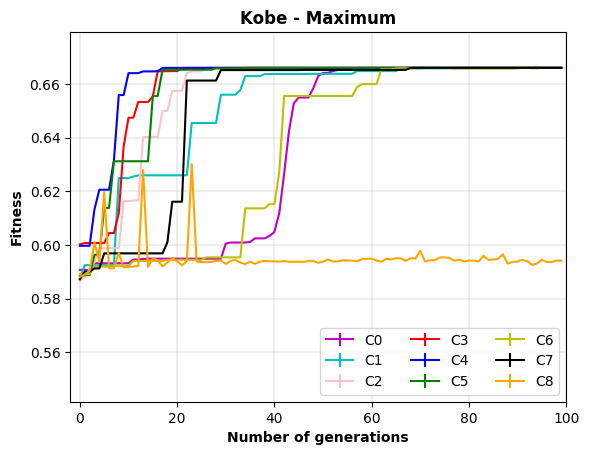 Kobe - Maximum
Fitness
0.66
0.64
0.62
0.60
0.58
0.56
C0 C3 C6
C1 C4 C7
C2 C5 C8
0 20 40 60 80 100
Number of generations